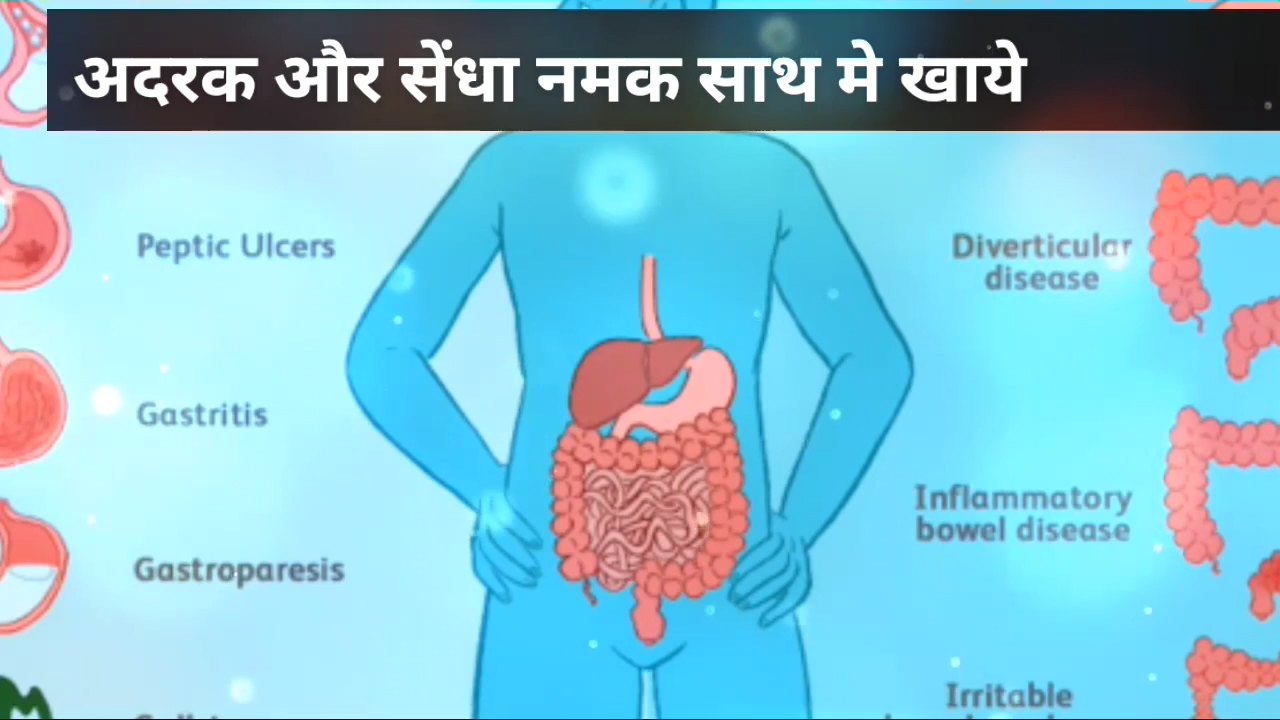 अदरक और सेंधा नमक साथ मे खाये
Peptic Ulcers
Diverticular
disease
Gastritis
Inflammatory
bowel disease
Gastroparesis
Irritable